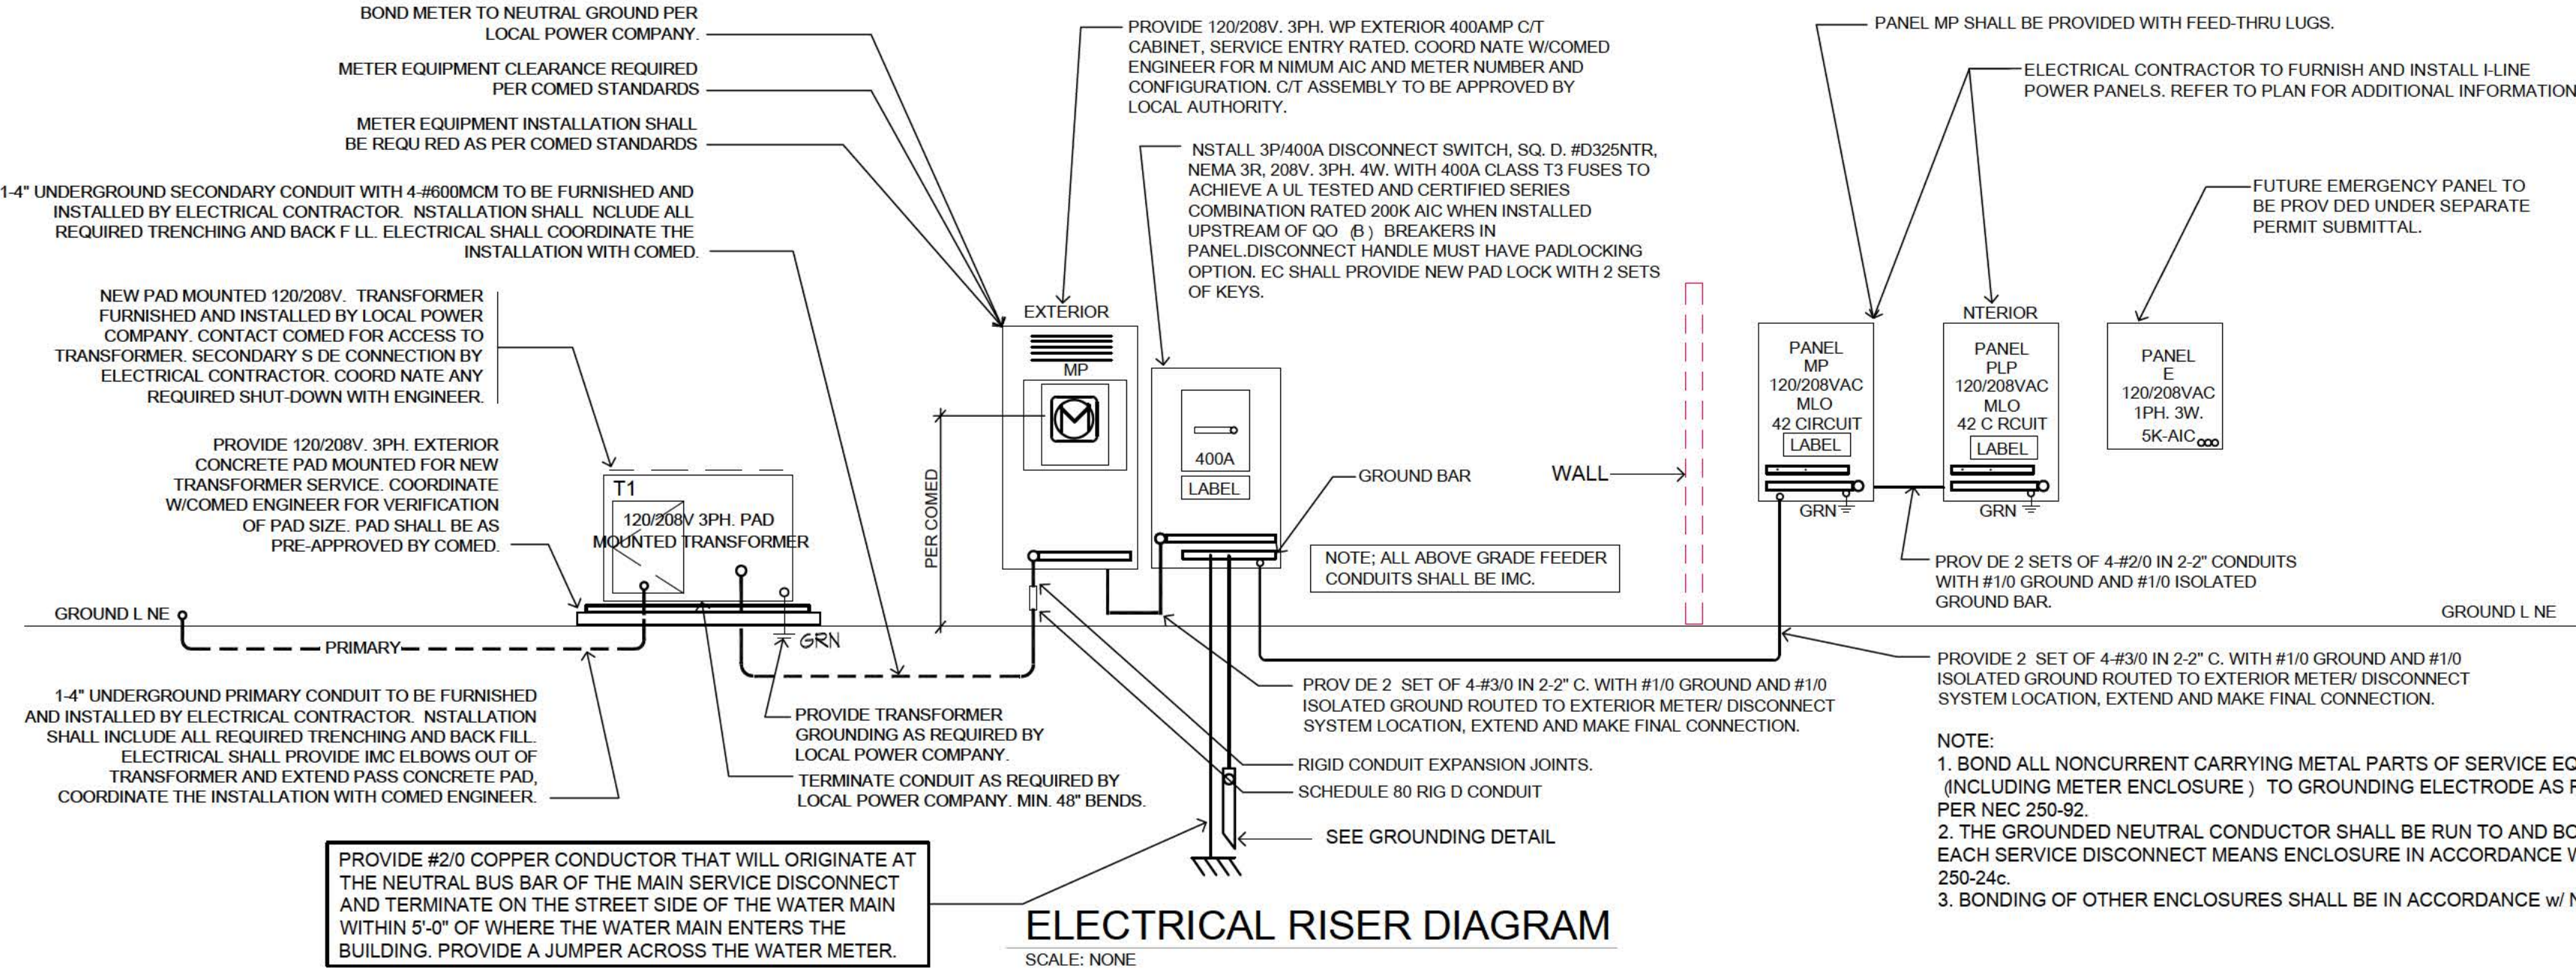 BOND METER TO NEUTRAL GROUND PER
LOCAL POWER COMPANY.
METER EQUIPMENT CLEARANCE REQUIRED
PER COMED STANDARDS
METER EQUIPMENT INSTALLATION SHALL
BE REQU RED AS PER COMED STANDARDS
1-4" UNDERGROUND SECONDARY CONDUIT WITH 4-#600MCM TO BE FURNISHED AND
INSTALLED BY ELECTRICAL CONTRACTOR. NSTALLATION SHALL NCLUDE ALL
REQUIRED TRENCHING AND BACK F LL. ELECTRICAL SHALL COORDINATE THE
INSTALLATION WITH COMED.
NEW PAD MOUNTED 120/208V. TRANSFORMER
FURNISHED AND INSTALLED BY LOCAL POWER
COMPANY. CONTACT COMED FOR ACCESS TO
TRANSFORMER. SECONDARY S DE CONNECTION BY
ELECTRICAL CONTRACTOR. COORD NATE ANY
REQUIRED SHUT-DOWN WITH ENGINEER.
PROVIDE 120/208V. 3PH. EXTERIOR
CONCRETE PAD MOUNTED FOR NEW
TRANSFORMER SERVICE. COORDINATE
W/COMED ENGINEER FOR VERIFICATION
OF PAD SIZE. PAD SHALL BE AS
PRE-APPROVED BY COMED.
T1
120/208V 3PH. PAD
MOUNTED TRANSFORMER
GROUND L NE
PRIMARY
GRN
1-4" UNDERGROUND PRIMARY CONDUIT TO BE FURNISHED
AND INSTALLED BY ELECTRICAL CONTRACTOR. NSTALLATION
SHALL INCLUDE ALL REQUIRED TRENCHING AND BACK FILL.
ELECTRICAL SHALL PROVIDE IMC ELBOWS OUT OF
TRANSFORMER AND EXTEND PASS CONCRETE PAD,
COORDINATE THE INSTALLATION WITH COMED ENGINEER.
PROVIDE TRANSFORMER
GROUNDING AS REQUIRED BY
LOCAL POWER COMPANY.
TERMINATE CONDUIT AS REQUIRED BY
LOCAL POWER COMPANY. MIN. 48" BENDS.
PROVIDE #2/0 COPPER CONDUCTOR THAT WILL ORIGINATE AT
THE NEUTRAL BUS BAR OF THE MAIN SERVICE DISCONNECT
AND TERMINATE ON THE STREET SIDE OF THE WATER MAIN
WITHIN 5'-0" OF WHERE THE WATER MAIN ENTERS THE
BUILDING. PROVIDE A JUMPER ACROSS THE WATER METER.
PROVIDE 120/208V. 3PH. WP EXTERIOR 400AMP C/T
CABINET, SERVICE ENTRY RATED. COORD NATE W/COMED
ENGINEER FOR M NIMUM AIC AND METER NUMBER AND
CONFIGURATION. C/T ASSEMBLY TO BE APPROVED BY
LOCAL AUTHORITY.
NSTALL 3P/400A DISCONNECT SWITCH, SQ. D. #D325NTR,
NEMA 3R, 208V. 3PH. 4W. WITH 400A CLASS T3 FUSES TO
ACHIEVE A UL TESTED AND CERTIFIED SERIES
COMBINATION RATED 200K AIC WHEN INSTALLED
UPSTREAM OF QO (B) BREAKERS IN
PANEL.DISCONNECT HANDLE MUST HAVE PADLOCKING
OPTION. EC SHALL PROVIDE NEW PAD LOCK WITH 2 SETS
OF KEYS.
EXTERIOR
MP
M
PER COMED
400A
LABEL
GROUND BAR
WALL
NOTE; ALL ABOVE GRADE FEEDER
CONDUITS SHALL BE IMC.
PROV DE 2 SET OF 4-#3/0 IN 2-2" C. WITH #1/0 GROUND AND #1/0
ISOLATED GROUND ROUTED TO EXTERIOR METER/ DISCONNECT
SYSTEM LOCATION, EXTEND AND MAKE FINAL CONNECTION.
RIGID CONDUIT EXPANSION JOINTS.
SCHEDULE 80 RIG D CONDUIT
SEE GROUNDING DETAIL
ELECTRICAL RISER DIAGRAM
SCALE: NONE
PANEL MP SHALL BE PROVIDED WITH FEED-THRU LUGS.
ELECTRICAL CONTRACTOR TO FURNISH AND INSTALL I-LINE
POWER PANELS. REFER TO PLAN FOR ADDITIONAL INFORMATION
FUTURE EMERGENCY PANEL TO
BE PROV DED UNDER SEPARATE
PERMIT SUBMITTAL.
PANEL
MP
120/208VAC
MLO
42 CIRCUIT
LABEL
GRN
NTERIOR
PANEL
PLP
120/208VAC
MLO
42 C RCUIT
LABEL
GRN
PANEL
E
120/208VAC
1PH. 3W.
5K-AIC
PROV DE 2 SETS OF 4-#2/0 IN 2-2" CONDUITS
WITH #1/0 GROUND AND #1/0 ISOLATED
GROUND BAR.
GROUND L NE
PROVIDE 2 SET OF 4-#3/0 IN 2-2" C. WITH #1/0 GROUND AND #1/0
ISOLATED GROUND ROUTED TO EXTERIOR METER/ DISCONNECT
SYSTEM LOCATION, EXTEND AND MAKE FINAL CONNECTION.
NOTE:
1. BOND ALL NONCURRENT CARRYING METAL PARTS OF SERVICE EQ
(INCLUDING METER ENCLOSURE ) TO GROUNDING ELECTRODE AS
PER NEC 250-92.
2. THE GROUNDED NEUTRAL CONDUCTOR SHALL BE RUN TO AND BO
EACH SERVICE DISCONNECT MEANS ENCLOSURE IN ACCORDANCE
250-24c.
3. BONDING OF OTHER ENCLOSURES SHALL BE IN ACCORDANCE w/